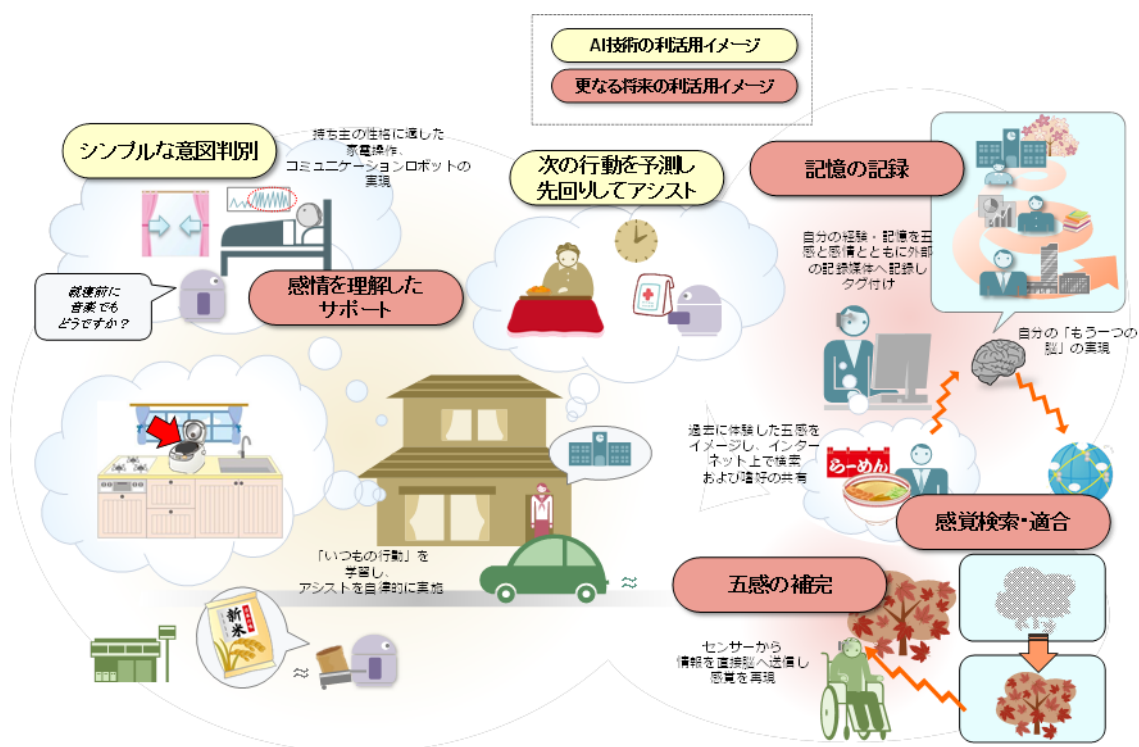 AI技術の利活用イメージ
更なる将来の利活用イメージ
シンプルな意図判別
持ち主の性格に適した
家電操作、
コミュニケーションロボットの
実現
就寝前に
音楽でも
どうですか？
感情を理解した
サポート
次の行動を予測し
先回りしてアシスト
記憶の記録
自分の経験・記憶を五
感と感情とともに外部
の記録媒体へ記録し
タグ付け
自分の「もう一つの
脳」の実現
過去に体験した五感を
イメージし、インター
ネット上で検索
および嗜好の共有
らーめん
感覚検索・適合
「いつもの行動」を
学習し、
アシストを自律的に実施
新米
五感の補完
センサーから
情報を直接脳へ送信し
感覚を再現